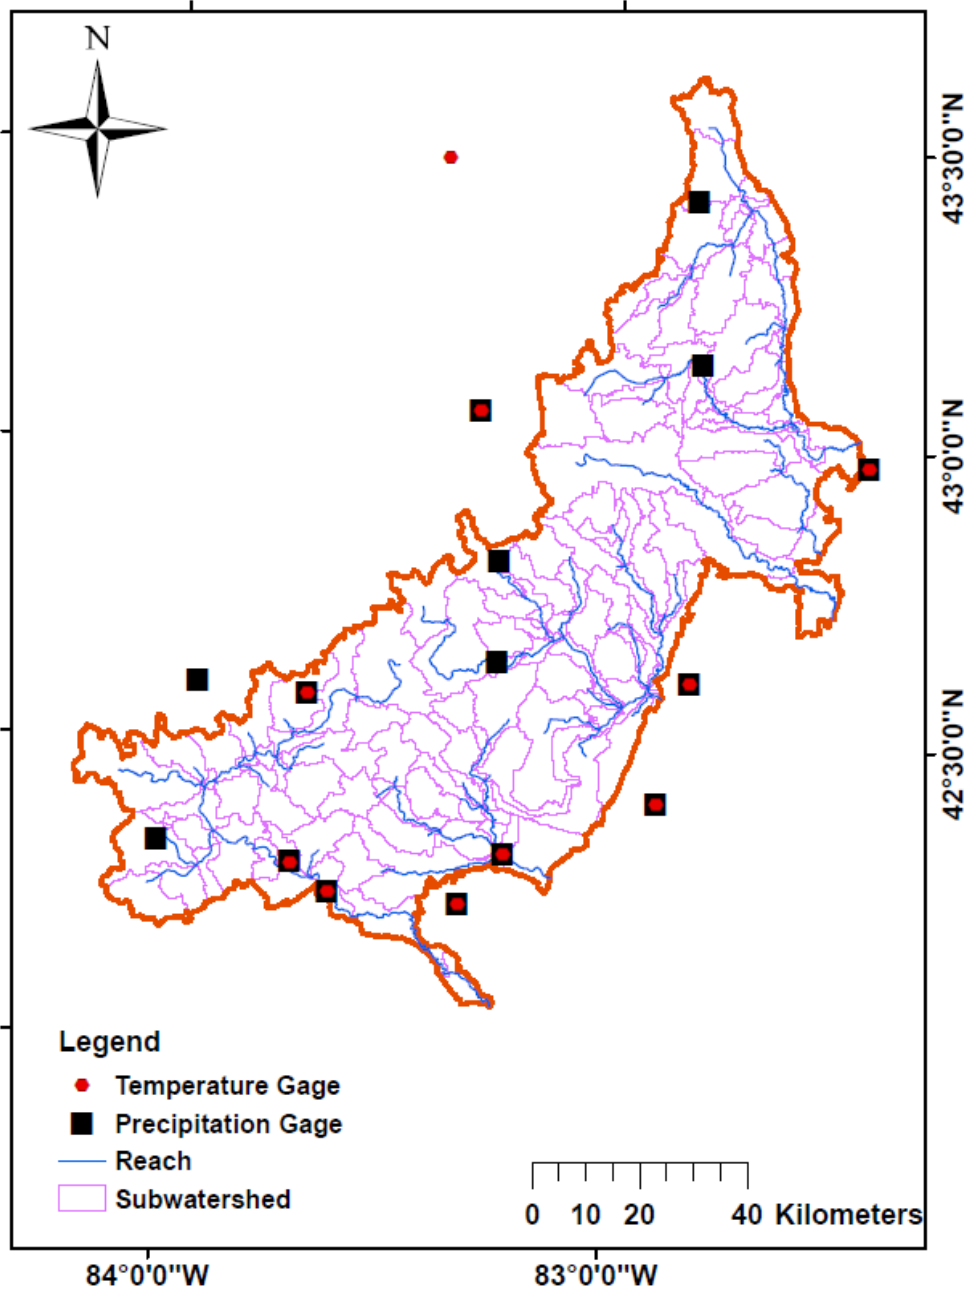 N
43°30'0"N
43°0'0"N
42°30'0"N
Legend
Temperature Gage
Precipitation Gage
Reach
Subwatershed
0 10 20 40 Kilometers
84°0'0"W 83°0'0"W